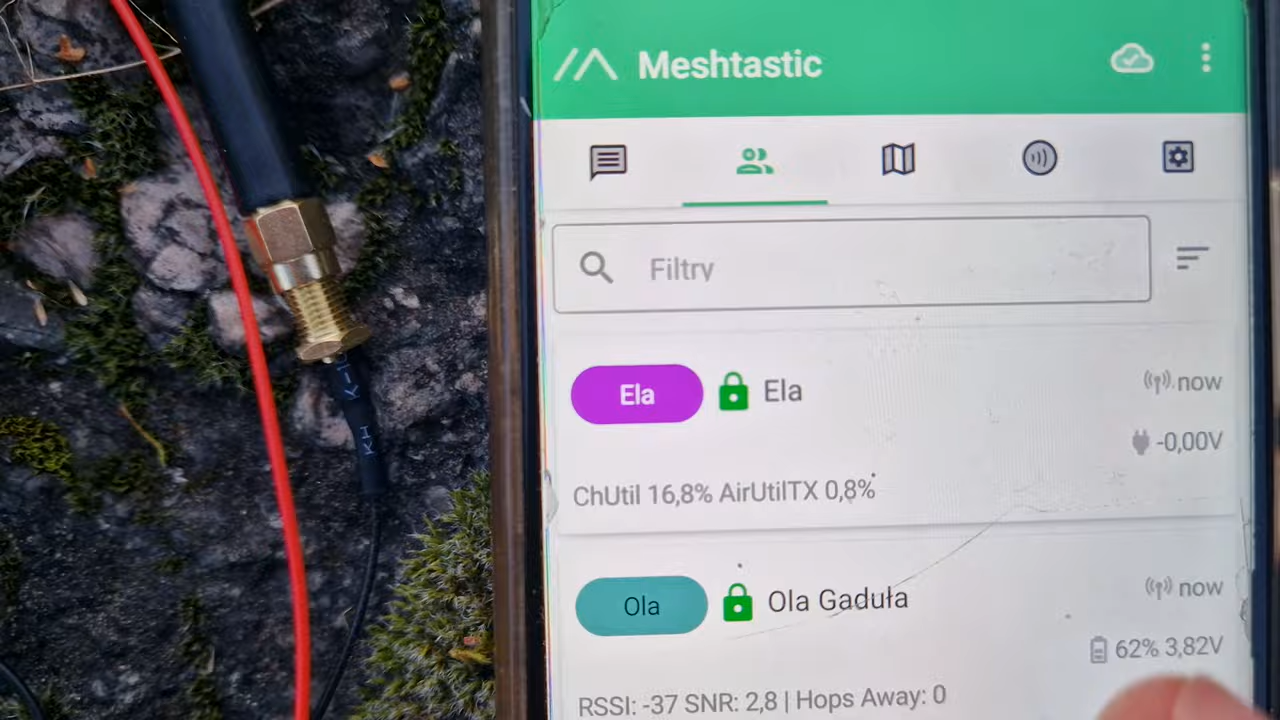 Meshtastic
Filtry
Ela
Ela
now
-0,00V
ChUtil 16,8% AirUtilTX 0,8%
Ola
Ola Gaduła
now
62% 3,82V
RSSI: -37 SNR: 2,8 | Hops Away: 0
KH